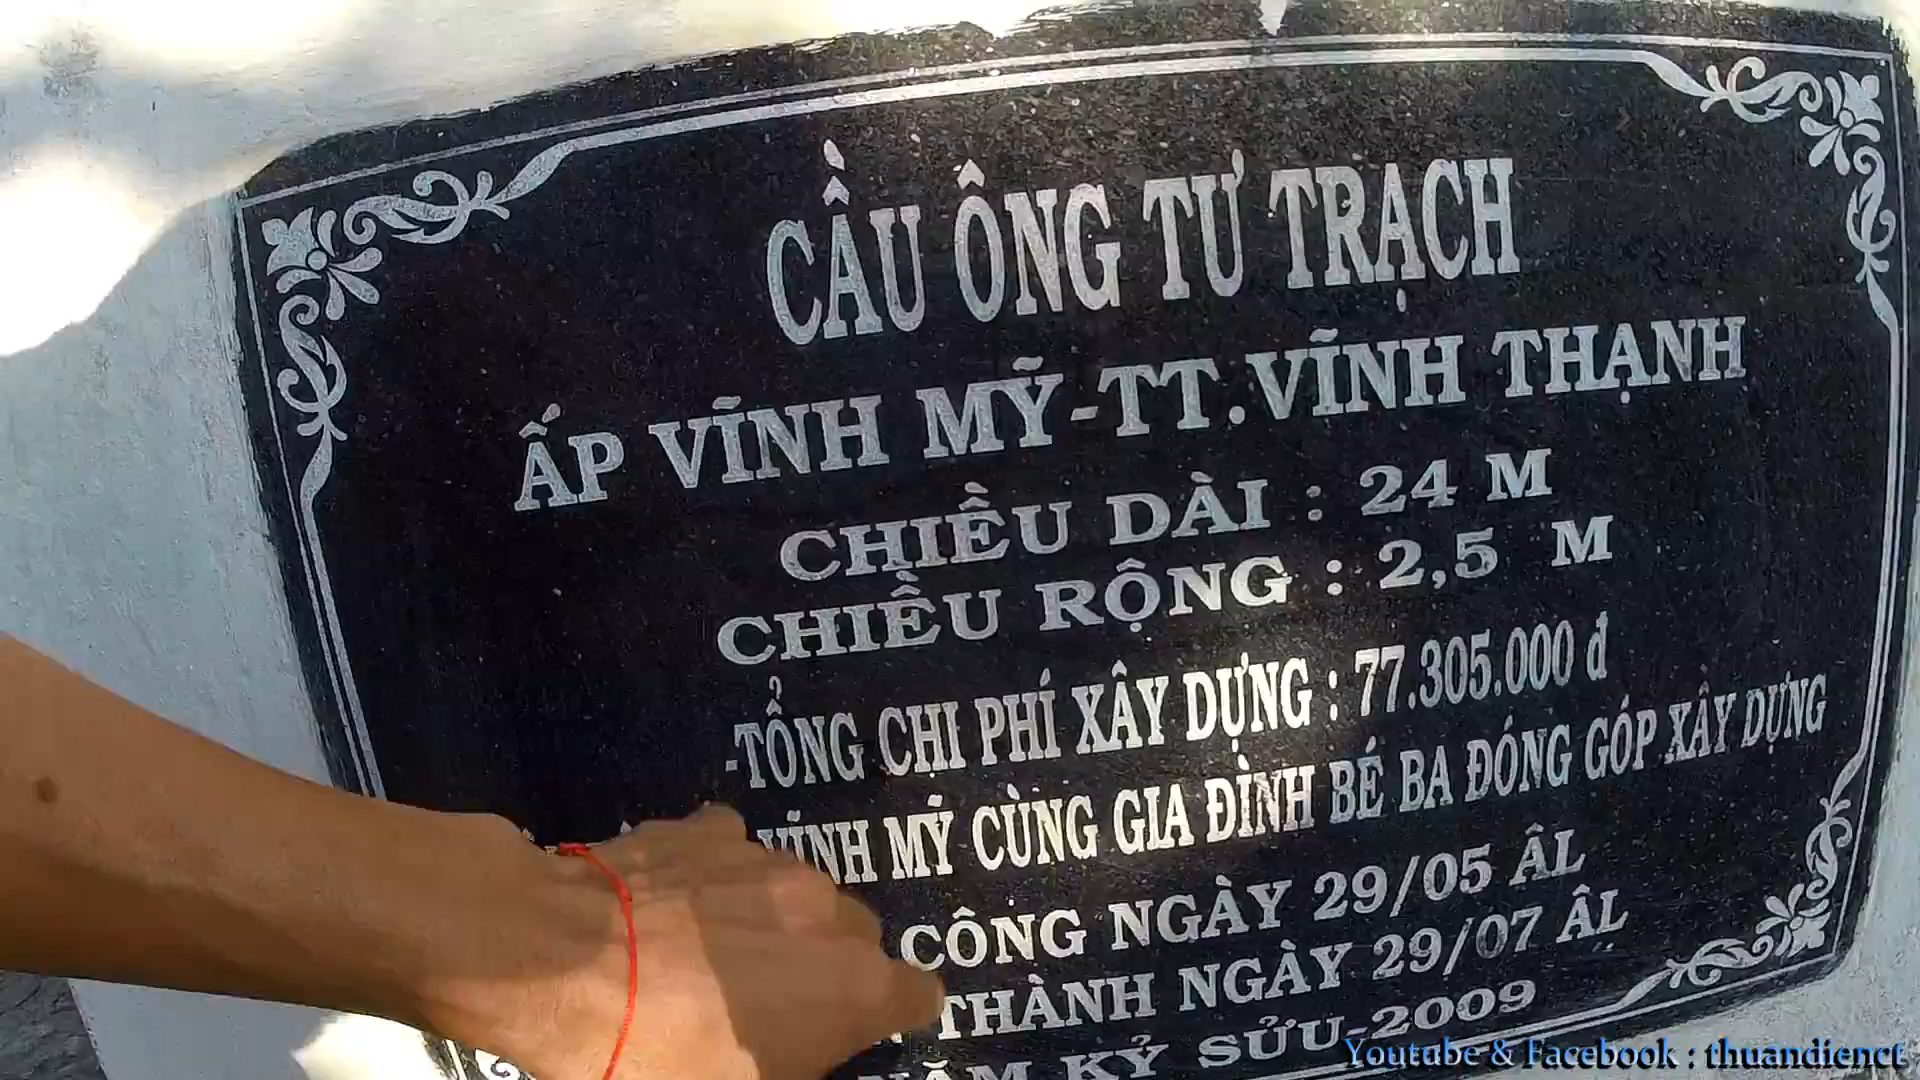 CẦU ÔNG TƯ TRẠCH
ẤP VĨNH MỸ-TT.VĨNH THẠNH
CHIỀU DÀI : 24 M
CHIỀU RỘNG : 2,5 M
-TỔNG CHI PHÍ XÂY DỰNG : 77.305.000 đ
VĨNH MỸ CÙNG GIA ĐÌNH BÉ BA ĐÓNG GÓP XÂY DỰNG
CÔNG NGÀY 29/05 ÂL
THÀNH NGÀY 29/07 ÂL
NĂM KỶ SỬU-2009
Youtube & Facebook : thuandienct